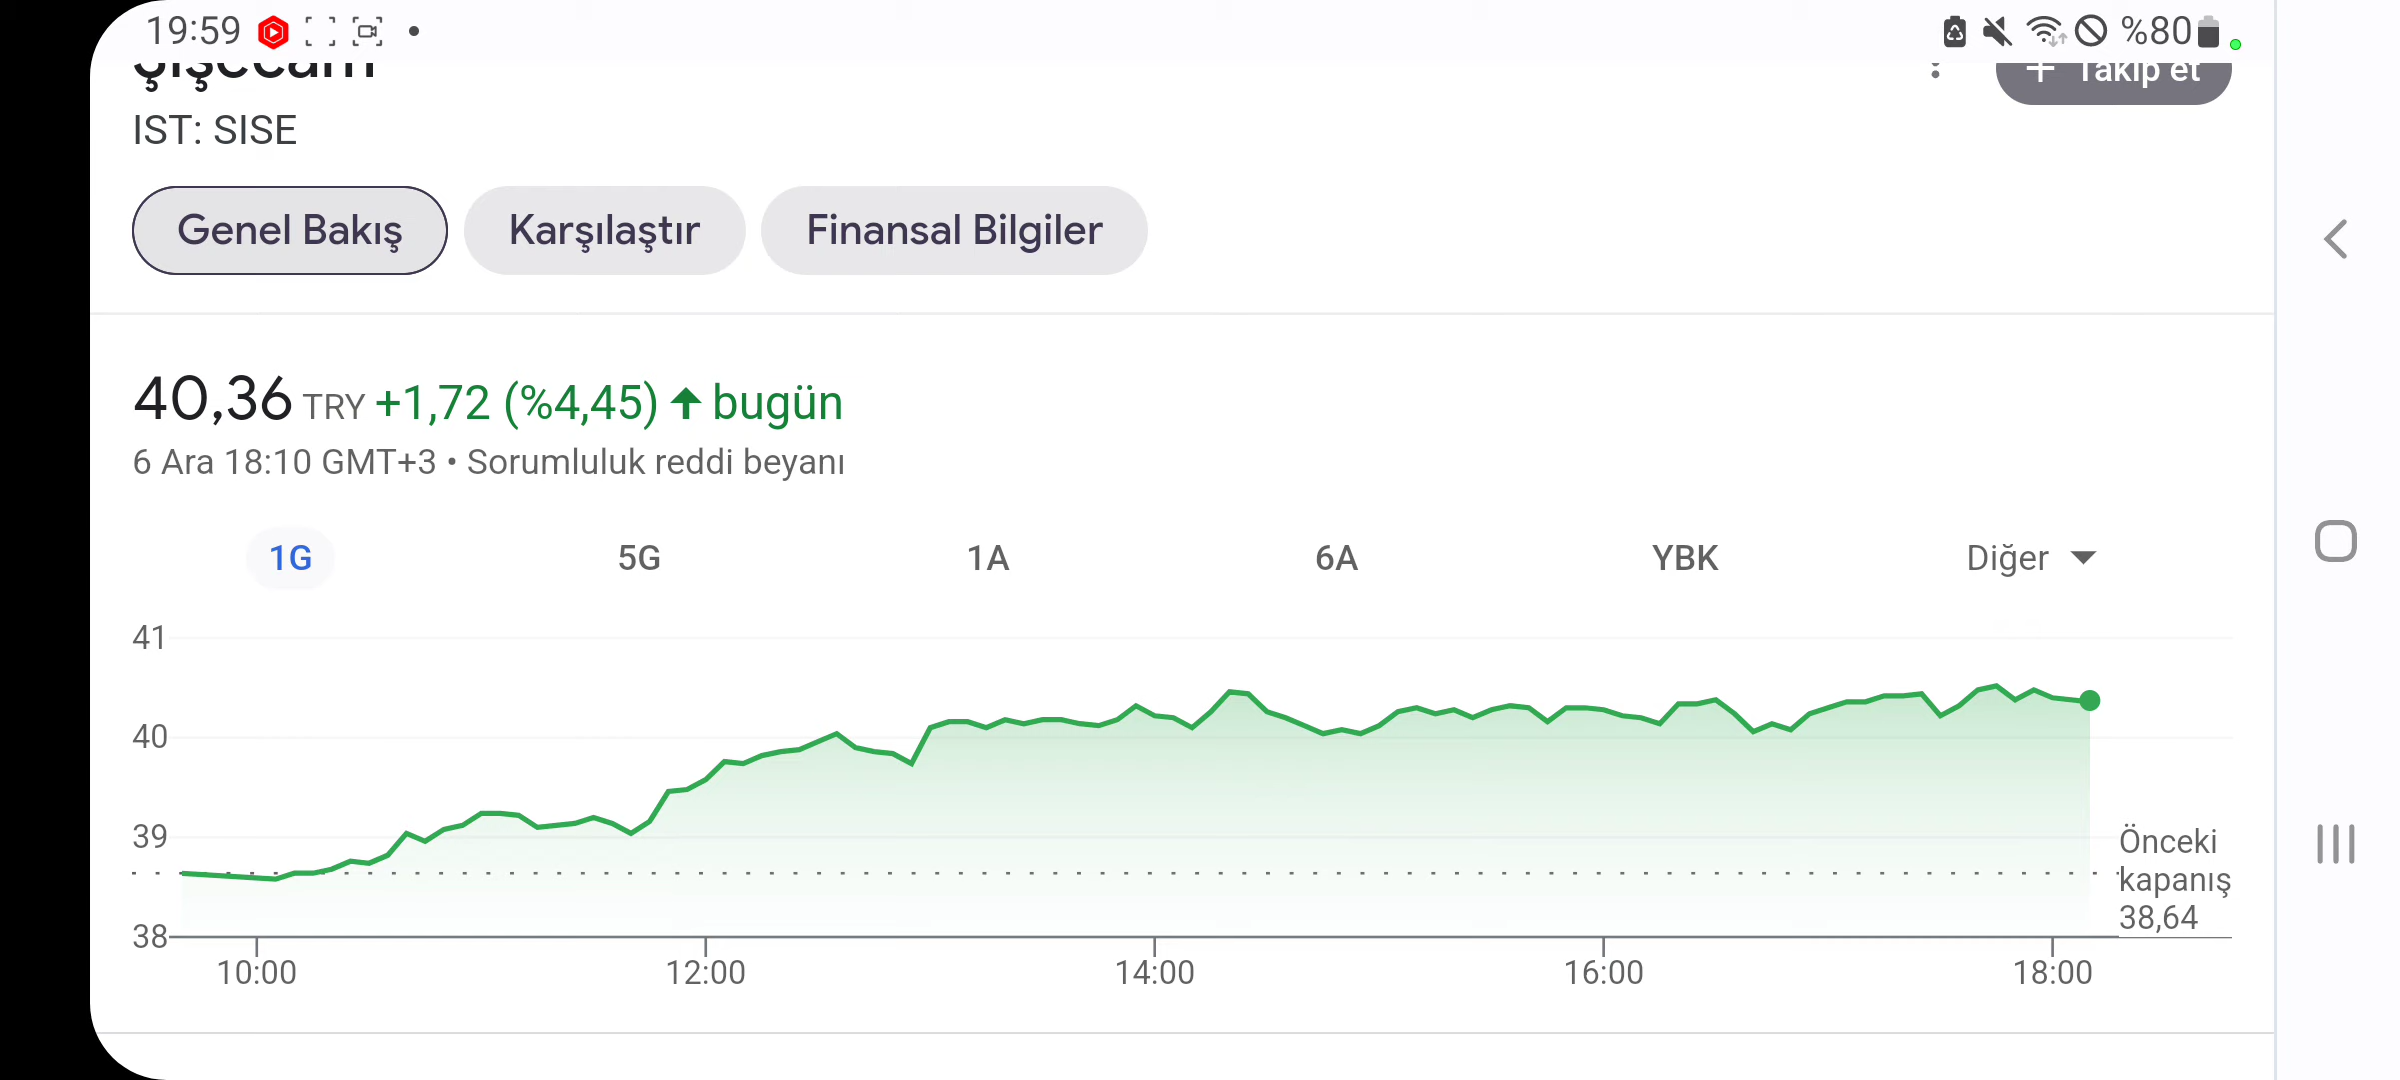 19:59 %80
Şişecam
+ Takip et
IST: SISE
Genel Bakış Karşılaştır Finansal Bilgiler
40,36 TRY +1,72 (%4,45) ↑ bugün
6 Ara 18:10 GMT+3 • Sorumluluk reddi beyanı
1G 5G 1A 6A YBK Diğer
41
40
39
38
Önceki
kapanış
38,64
10:00 12:00 14:00 16:00 18:00